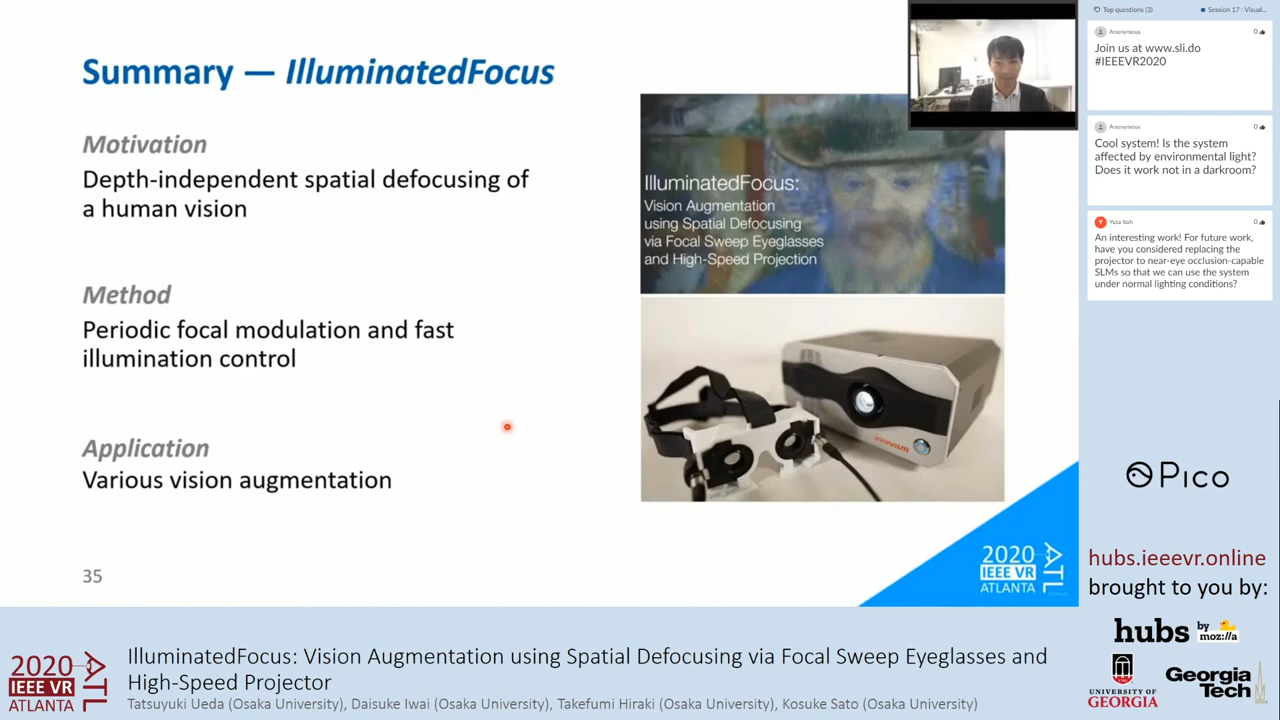 Summary — IlluminatedFocus
Motivation
Depth-independent spatial defocusing of
a human vision
Method
Periodic focal modulation and fast
illumination control
Application
Various vision augmentation
35
IlluminatedFocus:
Vision Augmentation
using Spatial Defocusing
via Focal Sweep Eyeglasses
and High-Speed Projection
2020
IEEE VR
ATLANTA
ATL
Top questions (3)
Session 17 : Visual...
Anonymous
0
Join us at www.sli.do
#IEEEVR2020
Anonymous
0
Cool system! Is the system
affected by environmental light?
Does it work not in a darkroom?
Y
Yuta Itoh
0
An interesting work! For future work,
have you considered replacing the
projector to near-eye occlusion-capable
SLMs so that we can use the system
under normal lighting conditions?
Pico
hubs.ieeevr.online
brought to you by:
hubs by
moz://a
UNIVERSITY OF
GEORGIA
Georgia
Tech
2020
IEEE VR
ATLANTA
ATL
IlluminatedFocus: Vision Augmentation using Spatial Defocusing via Focal Sweep Eyeglasses and
High-Speed Projector
Tatsuyuki Ueda (Osaka University), Daisuke Iwai (Osaka University), Takefumi Hiraki (Osaka University), Kosuke Sato (Osaka University)